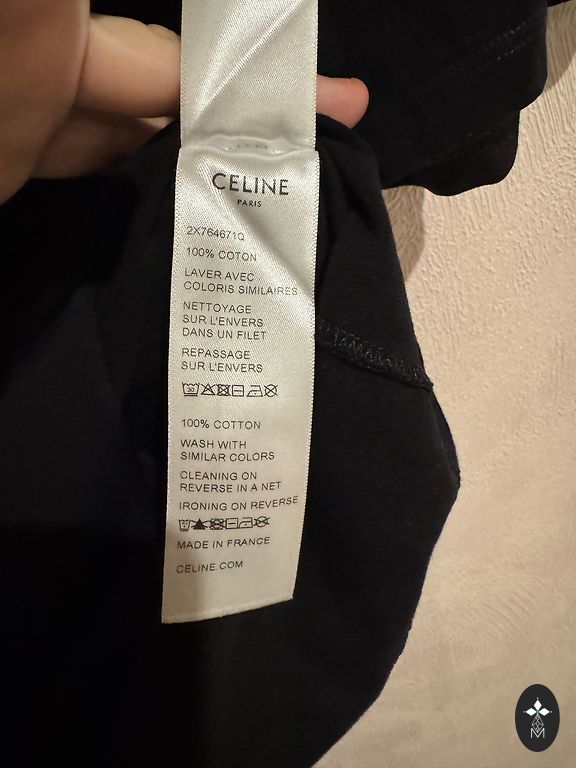 CELINE
PARIS
2X764671Q
100% COTON
LAVER AVEC
COLORIS SIMILAIRES
NETTOYAGE
SUR L'ENVERS
DANS UN FILET
REPASSAGE
SUR L'ENVERS
30
100% COTTON
WASH WITH
SIMILAR COLORS
CLEANING ON
REVERSE IN A NET
IRONING ON REVERSE
MADE IN FRANCE
CELINE.COM
M